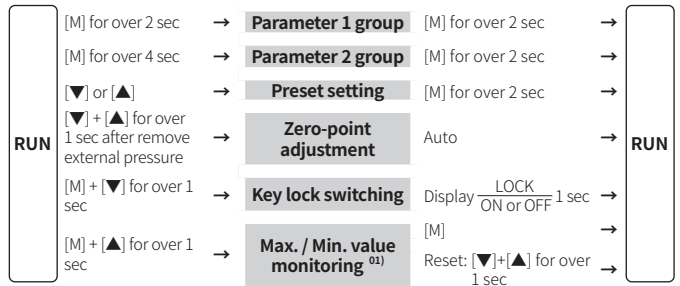 [M] for over 2 sec → Parameter 1 group [M] for over 2 sec →
[M] for over 4 sec → Parameter 2 group [M] for over 2 sec →
[▼] or [▲] → Preset setting [M] for over 2 sec →
[▼] + [▲] for over
1 sec after remove
external pressure
→ Zero-point
adjustment
Auto →
RUN
RUN
[M] + [▼] for over 1
sec
→ Key lock switching
Display LOCK
ON or OFF 1 sec →
[M] + [▲] for over 1
sec
→ Max. / Min. value
monitoring 01)
[M] →
Reset: [▼]+[▲] for over
1 sec →